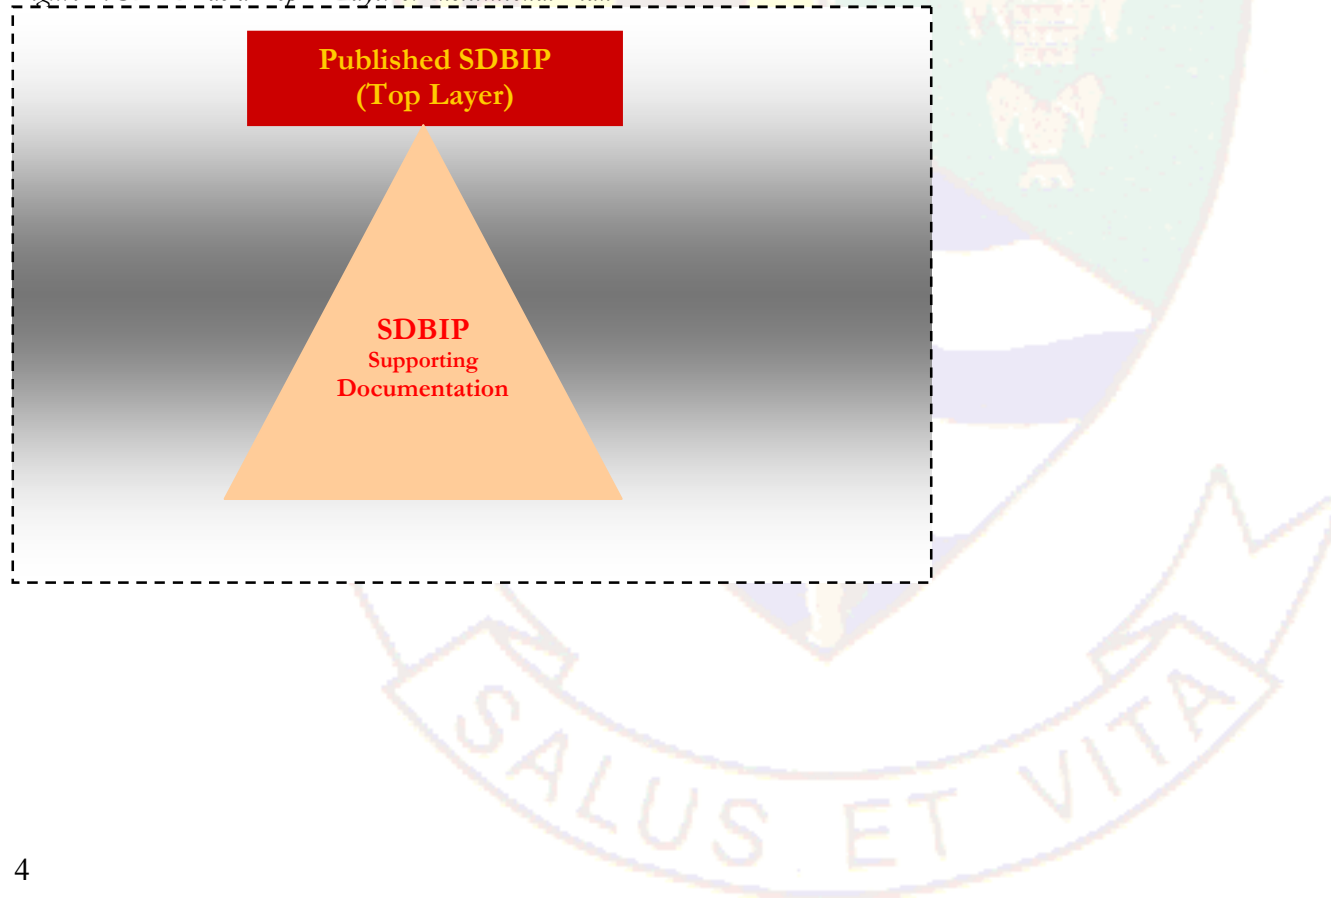 Published SDBIP
(Top Layer)
SDBIP
Supporting
Documentation
SALUS ET VITA
4